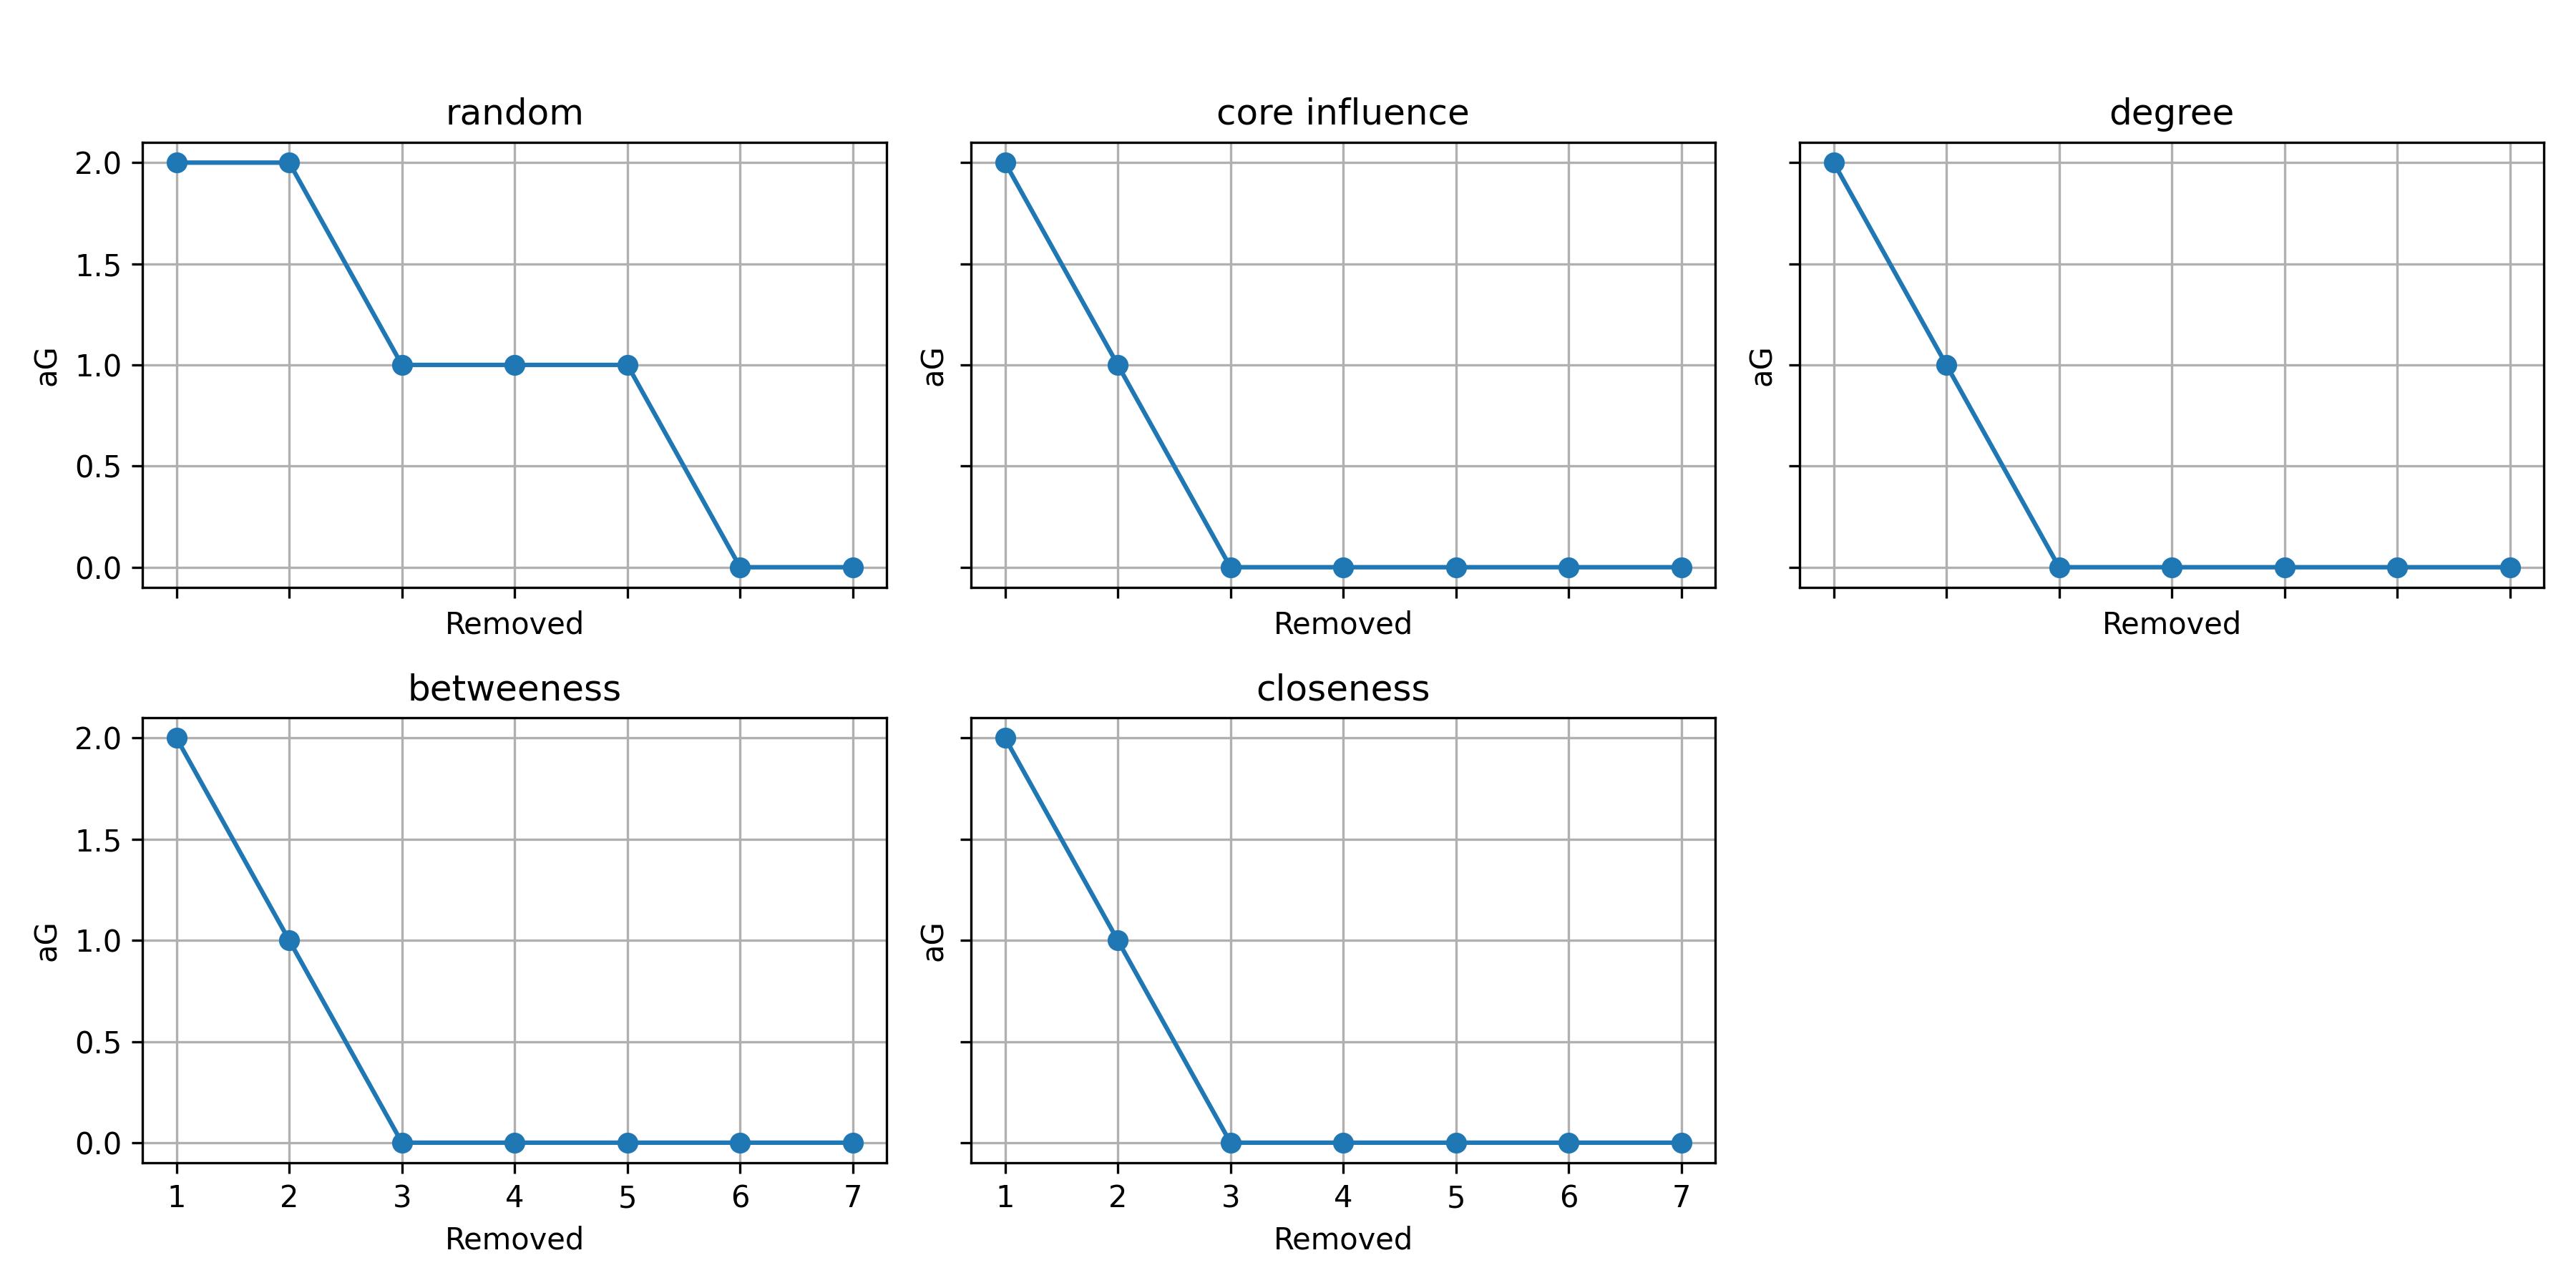 random
core influence
degree
2.0
1.5
1.0
0.5
0.0
aG
aG
aG
Removed
Removed
Removed
betweeness
closeness
2.0
1.5
1.0
0.5
0.0
aG
aG
1 2 3 4 5 6 7
1 2 3 4 5 6 7
Removed
Removed